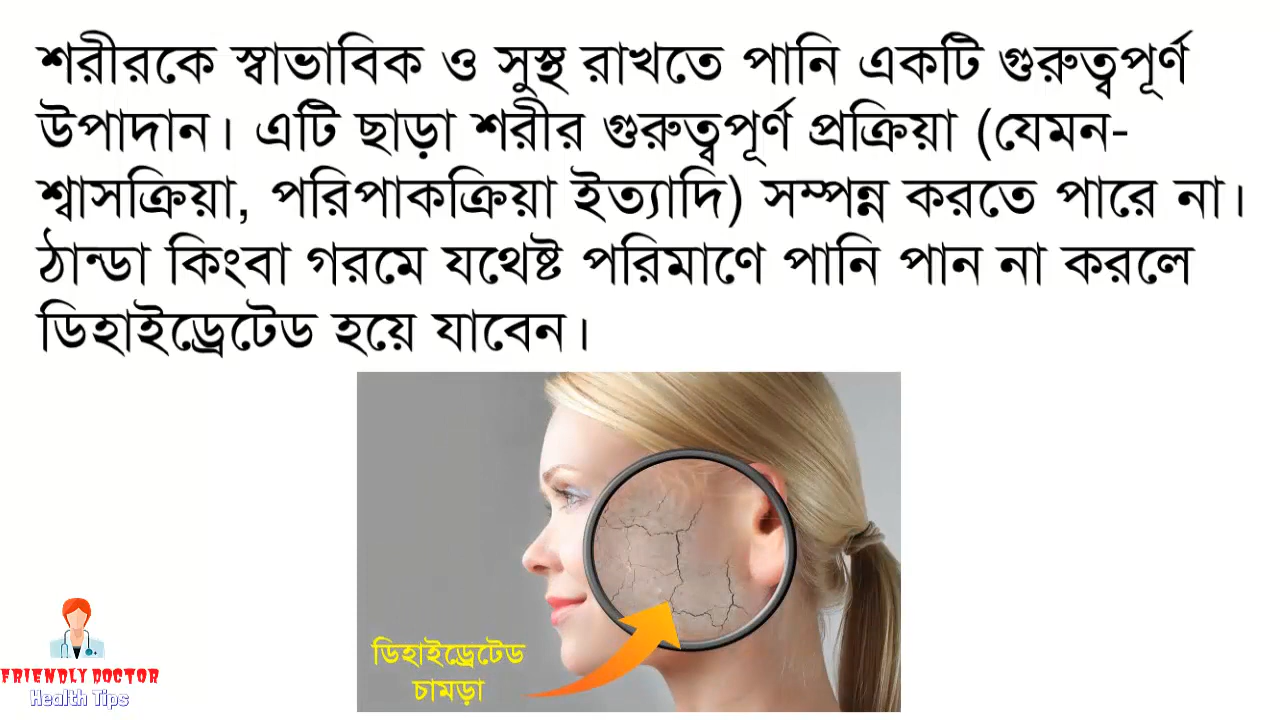 শরীরকে স্বাভাবিক ও সুস্থ রাখতে পানি একটি গুরুত্বপূর্ণ
উপাদান। এটি ছাড়া শরীর গুরুত্বপূর্ণ প্রক্রিয়া (যেমন-
শ্বাসক্রিয়া, পরিপাকক্রিয়া ইত্যাদি) সম্পন্ন করতে পারে না।
ঠান্ডা কিংবা গরমে যথেষ্ট পরিমাণে পানি পান না করলে
ডিহাইড্রেটেড হয়ে যাবেন।
ডিহাইড্রেটেড
চামড়া
FRIENDLY DOCTOR
Health Tips